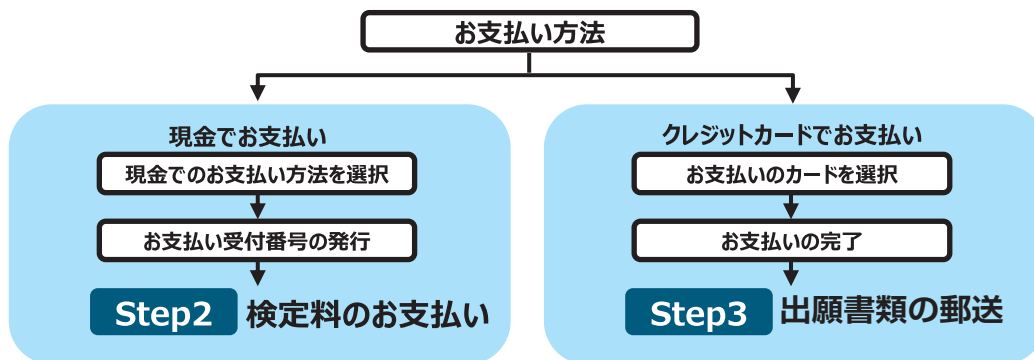 お支払い方法
現金でお支払い
現金でのお支払い方法を選択
お支払い受付番号の発行
Step2 検定料のお支払い
クレジットカードでお支払い
お支払いのカードを選択
お支払いの完了
Step3 出願書類の郵送